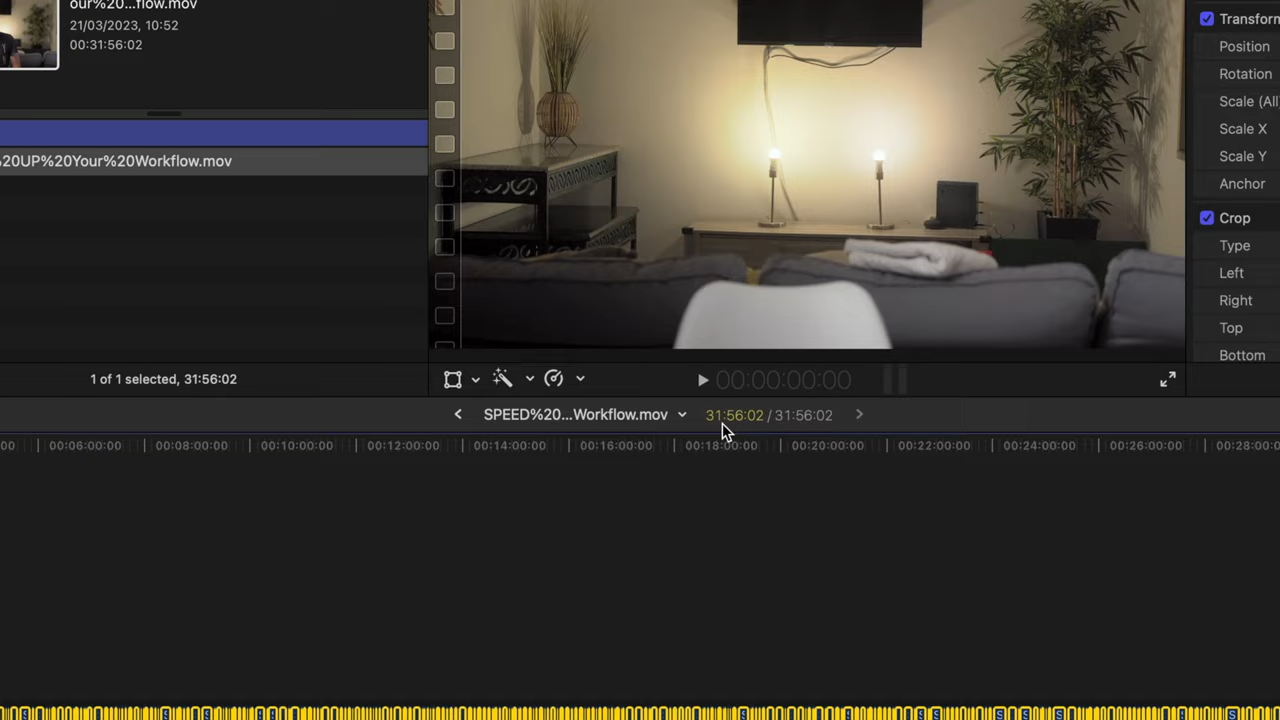 our%20...flow.mov
21/03/2023, 10:52
00:31:56:02
%20UP%20Your%20Workflow.mov
1 of 1 selected, 31:56:02
Transform
Position
Rotation
Scale (All)
Scale X
Scale Y
Anchor
Crop
Type
Left
Right
Top
Bottom
00:00:00:00
SPEED%20...Workflow.mov
31:56:02 / 31:56:02
00 00:06:00:00 00:08:00:00 00:10:00:00 00:12:00:00 00:14:00:00 00:16:00:00 00:18:00:00 00:20:00:00 00:22:00:00 00:24:00:00 00:26:00:00 00:28:00:0